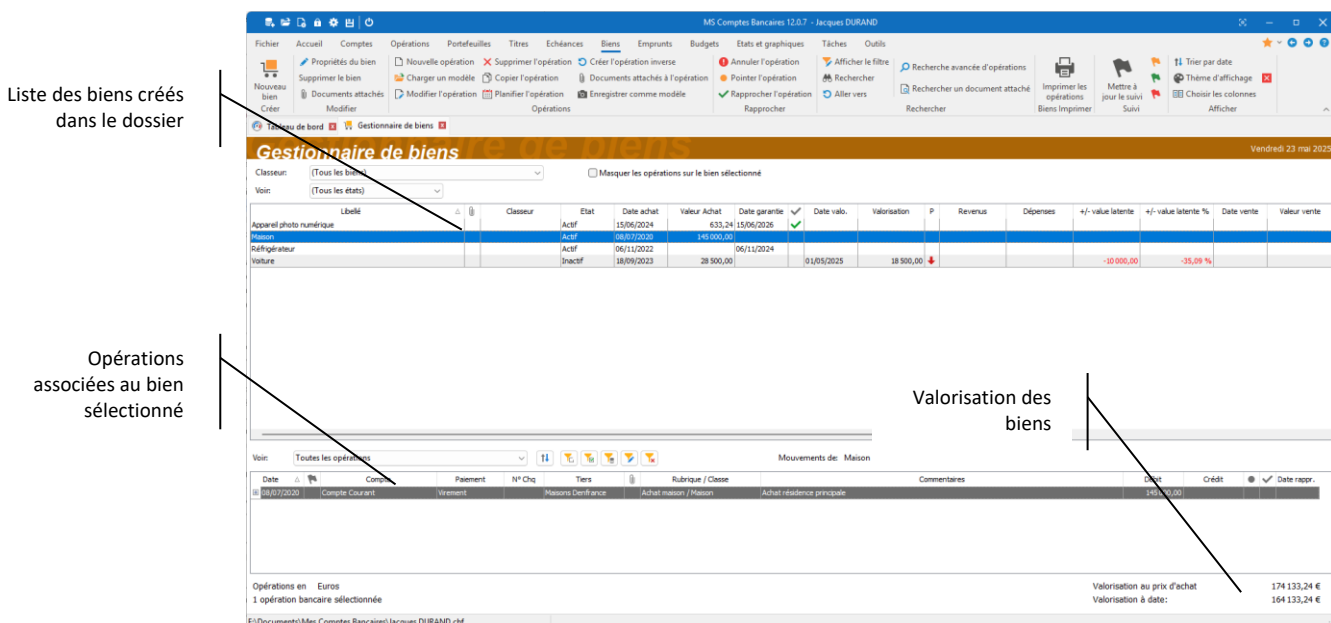 MS Comptes Bancaires 12.0.7 - Jacques DURAND
Fichier Accueil Comptes Opérations Portefeuilles Titres Echéances Biens Emprunts Budgets Etats et graphiques Tâches Outils
Propriétés du bien Nouvelle opération Supprimer l'opération Créer l'opération inverse Annuler l'opération Afficher le filtre Trier par date
Recherche avancée d'opérations
Supprimer le bien Charger un modèle Copier l'opération Documents attachés à l'opération Pointer l'opération Rechercher Thème d'affichage
Nouveau bien
Documents attachés Modifier l'opération Planifier l'opération Enregistrer comme modèle Rapprocher l'opération Aller vers
Rechercher un document attaché
Imprimer les opérations
Mettre à jour le suivi
Choisir les colonnes
Créer Modifier Opérations Rapprocher Rechercher Biens Imprimer Suivi Afficher
Liste des biens créés
dans le dossier
Tableau de bord Gestionnaire de biens
Gestionnaire de biens Vendredi 23 mai 2025
Classeur: (Tous les biens) Masquer les opérations sur le bien sélectionné
Voir: (Tous les états)
Libellé Classeur Etat Date achat Valeur Achat Date garantie Date valo. Valorisation P Revenus Dépenses +/- value latente +/- value latente % Date vente Valeur vente
Appareil photo numérique Actif 15/06/2024 633,24 15/06/2026
Maison Actif 08/07/2020 145 000,00
Réfrigérateur Actif 06/11/2022 06/11/2024
Voiture Inactif 18/09/2023 28 500,00 01/05/2025 18 500,00 -10 000,00 -35,09 %
Opérations
associées au bien
sélectionné
Valorisation des
biens
Voir: Toutes les opérations Mouvements de: Maison
Date Compte Paiement N° Chq Tiers Rubrique / Classe Commentaires Débit Crédit Date rappr.
08/07/2020 Compte Courant Virement Maisons Denfrance Achat maison / Maison Achat résidence principale 145 000,00
Opérations en Euros Valorisation au prix d'achat 174 133,24 €
1 opération bancaire sélectionnée Valorisation à date: 164 133,24 €
F:\Documents\Mes Comptes Bancaires\Jacques DURAND.cbf